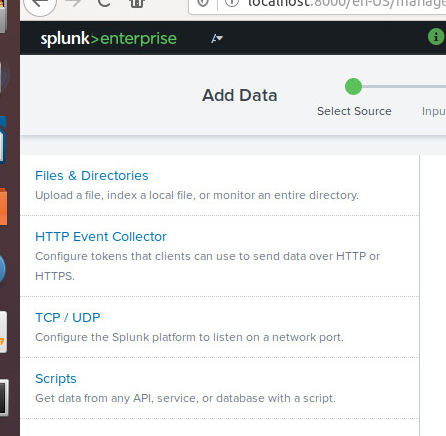 localhost:8000/en-US/manage
splunk>enterprise
i
Add Data
Select Source
Inpu
Files & Directories
Upload a file, index a local file, or monitor an entire directory.
HTTP Event Collector
Configure tokens that clients can use to send data over HTTP or
HTTPS.
TCP / UDP
Configure the Splunk platform to listen on a network port.
Scripts
Get data from any API, service, or database with a script.